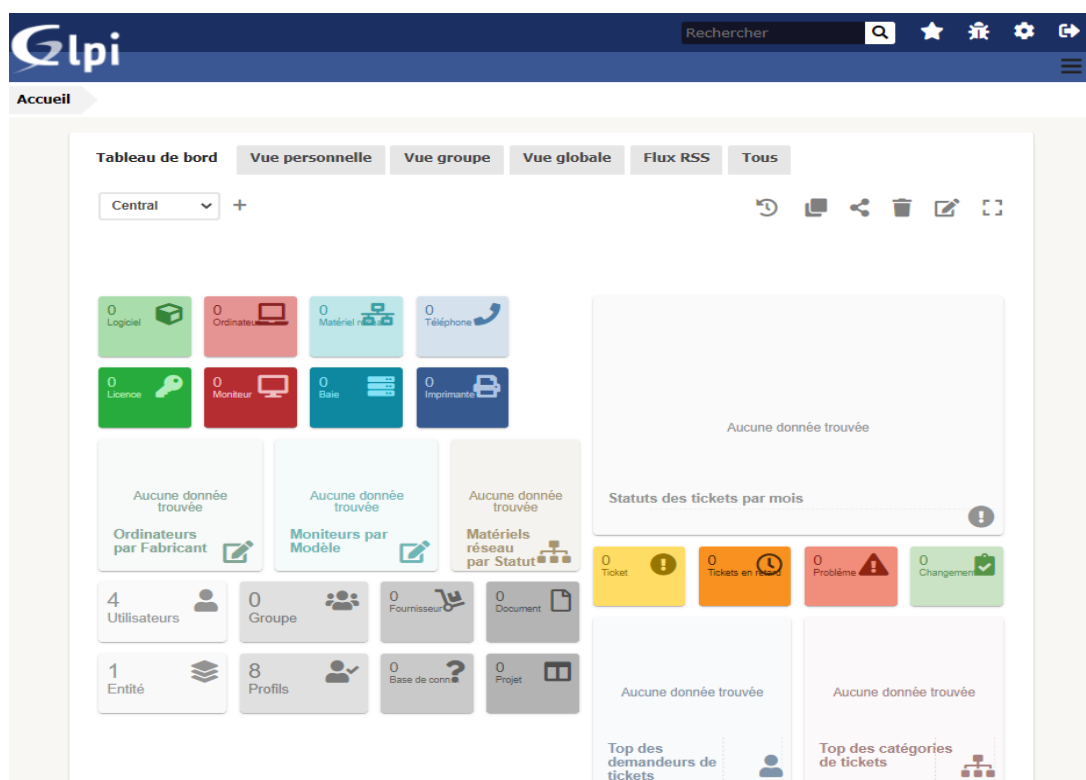 Glpi
Rechercher
Accueil
Tableau de bord
Vue personnelle
Vue groupe
Vue globale
Flux RSS
Tous
Central
0
Logiciel
0
0
Matériel
0
Téléphone
0
Licence
0
Moniteur
0
Baie
0
Imprimante
Aucune donnée trouvée
Statuts des tickets par mois
Aucune donnée
trouvée
Ordinateurs
par Fabricant
Aucune donnée
trouvée
Moniteurs par
Modèle
Aucune donnée
trouvée
Matériels
réseau
par Statut
0
Ticket
0
Tickets en retard
0
Problème
0
Changement
4
Utilisateurs
0
Groupe
0
Fournisseur
0
Document
1
Entité
8
Profils
0
Base de conn
0
Projet
Aucune donnée trouvée
Top des
demandeurs de
tickets
Aucune donnée trouvée
Top des catégories
de tickets